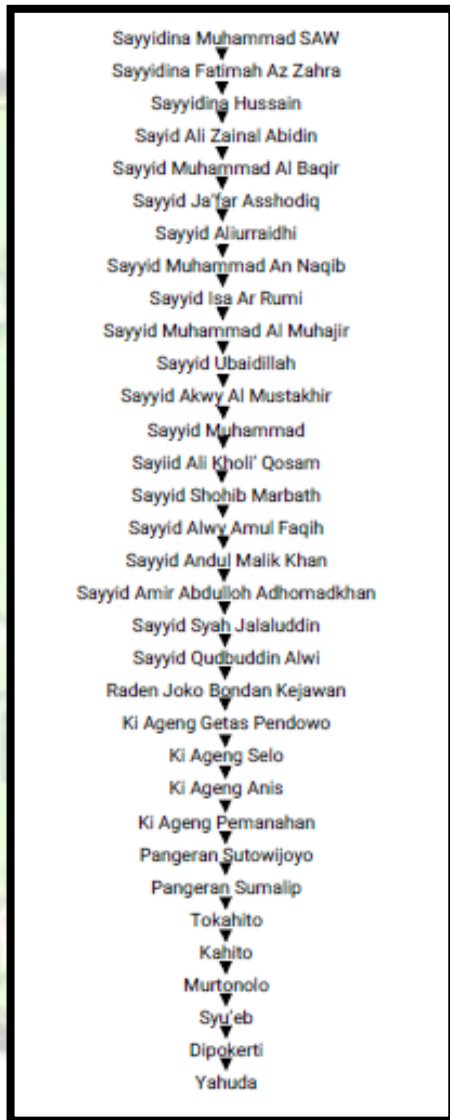 Sayyidina Muhammad SAW
Sayyidina Fatimah Az Zahra
Sayyidina Hussain
Sayid Ali Zainal Abidin
Sayyid Muhammad Al Baqir
Sayyid Ja'far Asshodiq
Sayyid Aliurraidhi
Sayyid Muhammad An Naqib
Sayyid Isa Ar Rumi
Sayyid Muhammad Al Muhajir
Sayyid Ubaidillah
Sayyid Akwy Al Mustakhir
Sayyid Muhammad
Sayiid Ali Kholi' Qosam
Sayyid Shohib Marbath
Sayyid Alwy Amul Faqih
Sayyid Andul Malik Khan
Sayyid Amir Abdulloh Adhomadkhan
Sayyid Syah Jalaluddin
Sayyid Qudbuddin Alwi
Raden Joko Bondan Kejawan
Ki Ageng Getas Pendowo
Ki Ageng Selo
Ki Ageng Anis
Ki Ageng Pemanahan
Pangeran Sutowijoyo
Pangeran Sumalip
Tokahito
Kahito
Murtonolo
Syu'eb
Dipokerti
Yahuda